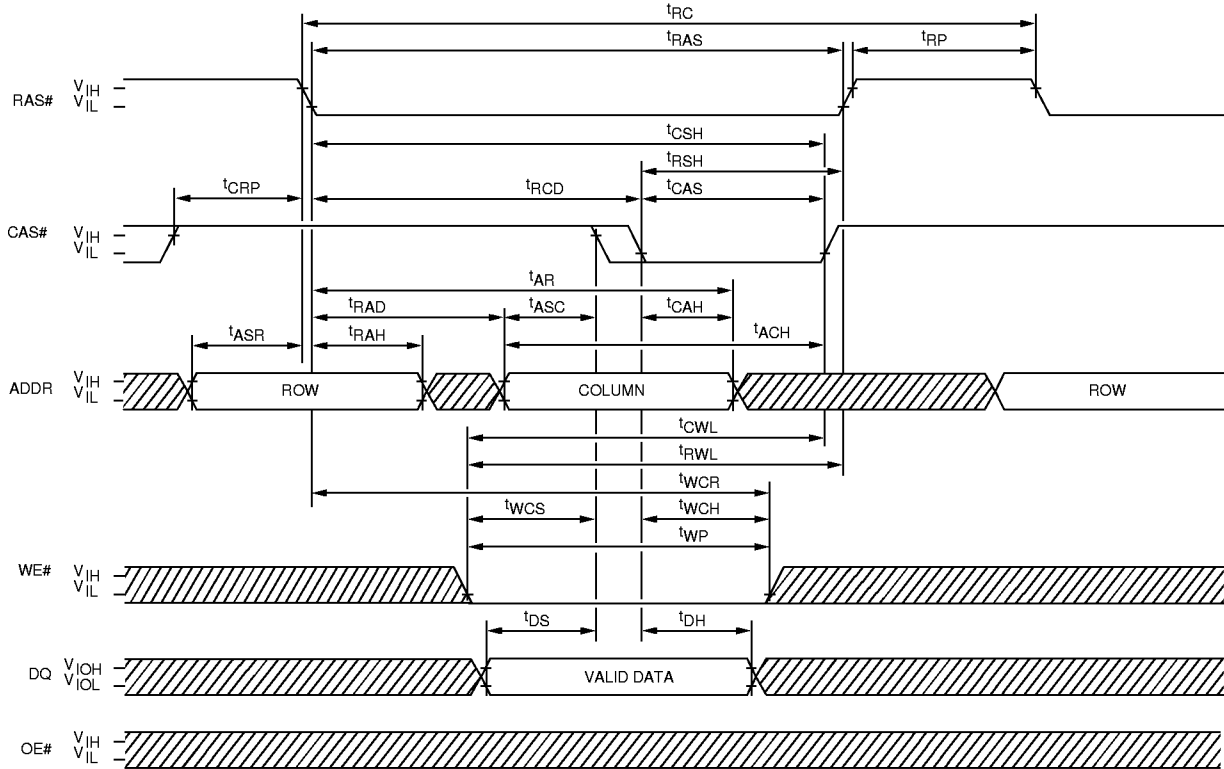 tRC
tRAS
tRP
RAS# VIH
VIL
tCSH
tRSH
tCRP
tRCD
tCAS
CAS# VIH
VIL
tAR
tRAD
tASC
tCAH
tASR
tRAH
tACH
ADDR VIH
VIL
ROW
COLUMN
ROW
tCWL
tRWL
tWCR
tWCS
tWCH
tWP
WE# VIH
VIL
tDS
tDH
DQ VIOH
VIOL
VALID DATA
OE# VIH
VIL